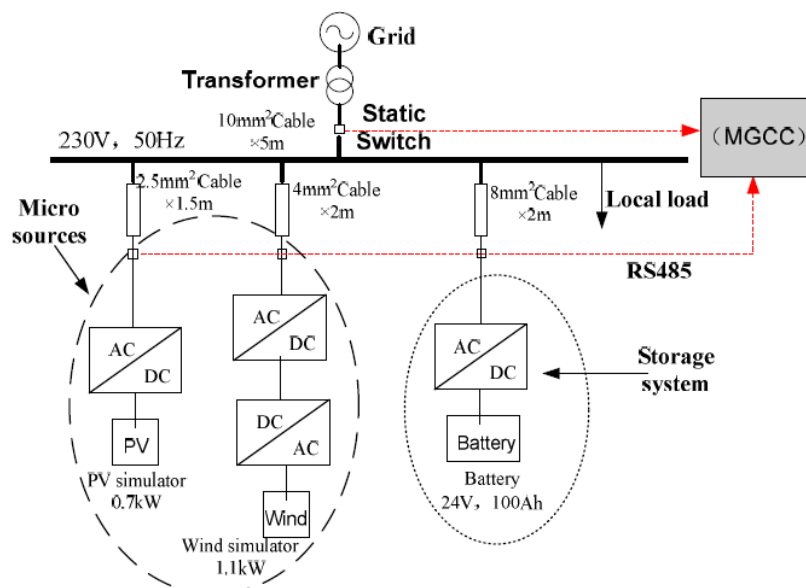 Grid
Transformer
10mm²Cable
×5m
Static
Switch
230V, 50Hz
(MGCC)
2.5mm²Cable
×1.5m
4mm²Cable
×2m
8mm²Cable
×2m
Local load
Micro
sources
RS485
AC
DC
AC
DC
AC
DC
Storage
system
DC
AC
PV
Battery
PV simulator
0.7kW
Wind
Battery
24V, 100Ah
Wind simulator
1.1kW